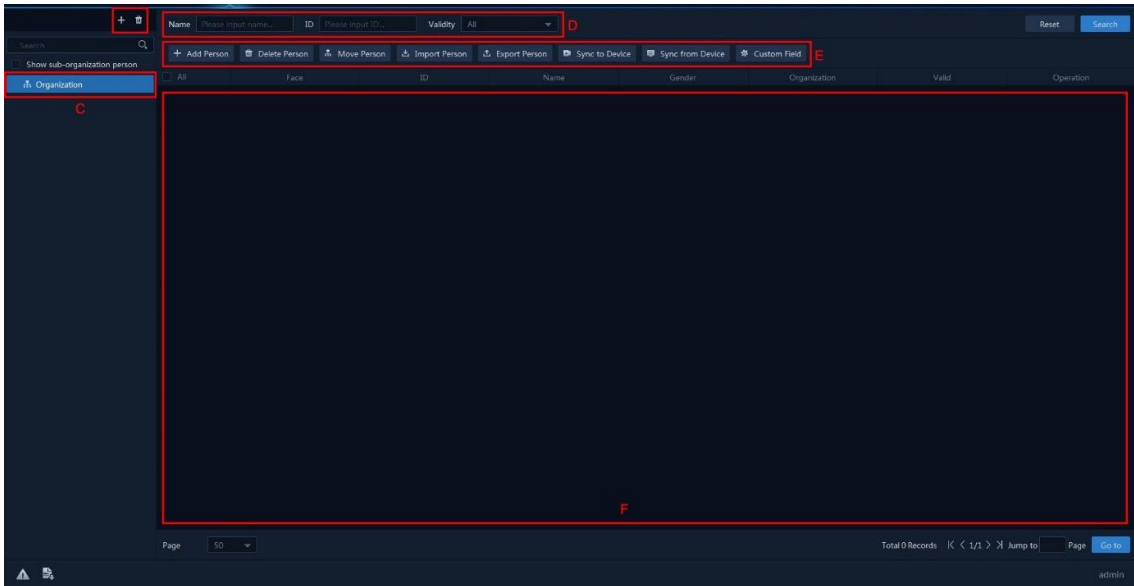 Name Please input name... ID Please input ID... Validity All D Reset Search
Search
Show sub-organization person
Organization
C
+ Add Person Delete Person Move Person Import Person Export Person Sync to Device Sync from Device Custom Field E
All Face ID Name Gender Organization Valid Operation
F
Page 50 Total 0 Records 1/1 Jump to Page Go to
admin